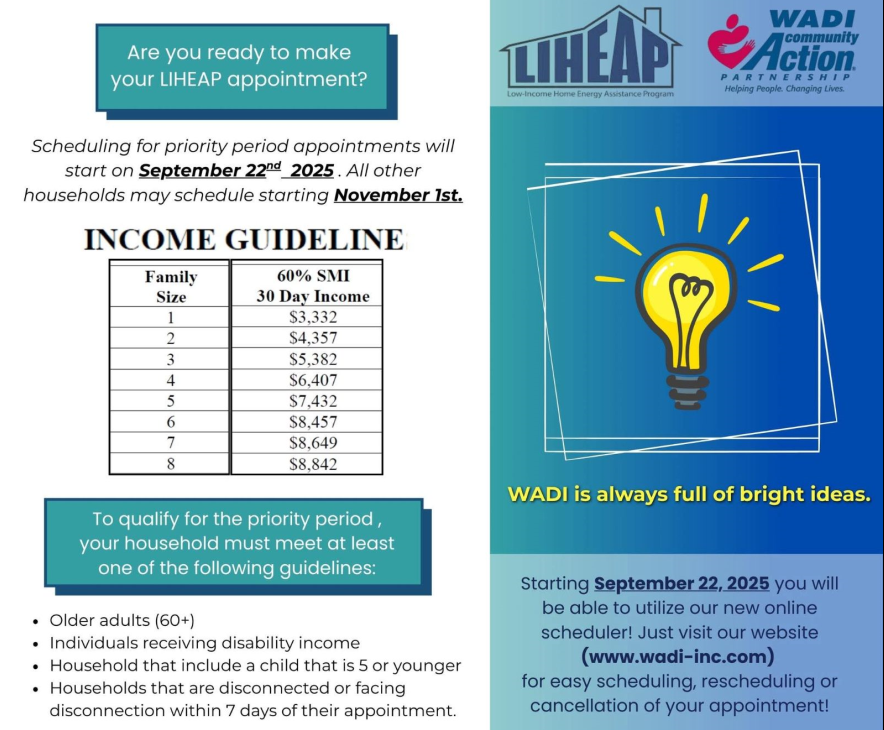 Are you ready to make
your LIHEAP appointment?
Scheduling for priority period appointments will
start on September 22nd 2025 . All other
households may schedule starting November 1st.
INCOME GUIDELINE
Family Size 60% SMI 30 Day Income
1 $3,332
2 $4,357
3 $5,382
4 $6,407
5 $7,432
6 $8,457
7 $8,649
8 $8,842
To qualify for the priority period ,
your household must meet at least
one of the following guidelines:
• Older adults (60+)
• Individuals receiving disability income
• Household that include a child that is 5 or younger
• Households that are disconnected or facing
disconnection within 7 days of their appointment.
LIHEAP
Low-Income Home Energy Assistance Program
WADI
community
Action
PARTNERSHIP
Helping People. Changing Lives.
WADI is always full of bright ideas.
Starting September 22, 2025 you will
be able to utilize our new online
scheduler! Just visit our website
(www.wadi-inc.com)
for easy scheduling, rescheduling or
cancellation of your appointment!